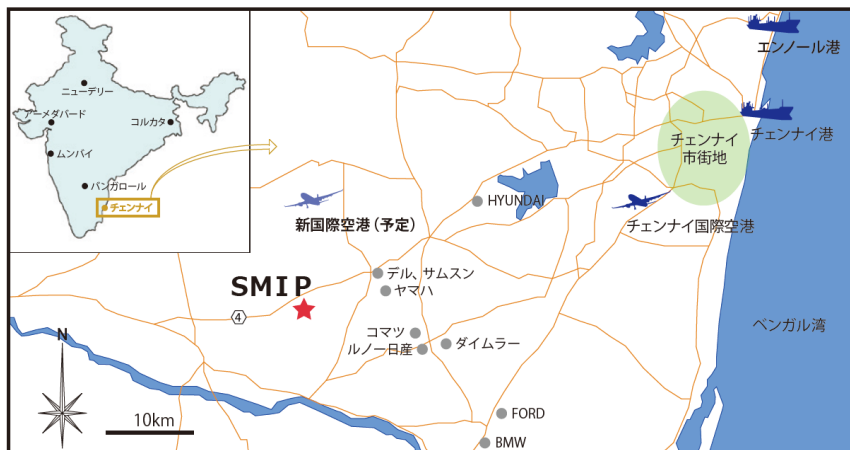 ニューデリー
アーメダバード
コルカタ
ムンバイ
バンガロール
チェンナイ
エンノール港
チェンナイ港
チェンナイ
市街地
HYUNDAI
新国際空港（予定）
チェンナイ国際空港
デル、サムスン
ヤマハ
SMIP
4
コマツ
ルノー日産
ダイムラー
ベンガル湾
N
10km
FORD
BMW